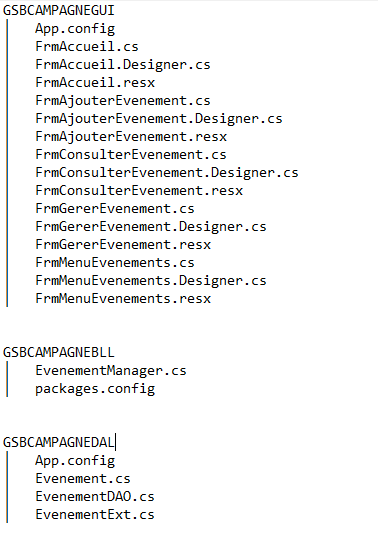 GSBCAMPAGNEGUI
App.config
FrmAccueil.cs
FrmAccueil.Designer.cs
FrmAccueil.resx
FrmAjouterEvenement.cs
FrmAjouterEvenement.Designer.cs
FrmAjouterEvenement.resx
FrmConsulterEvenement.cs
FrmConsulterEvenement.Designer.cs
FrmConsulterEvenement.resx
FrmGererEvenement.cs
FrmGererEvenement.Designer.cs
FrmGererEvenement.resx
FrmMenuEvenements.cs
FrmMenuEvenements.Designer.cs
FrmMenuEvenements.resx
GSBCAMPAGNEBLL
EvenementManager.cs
packages.config
GSBCAMPAGNEDAL
App.config
Evenement.cs
EvenementDAO.cs
EvenementExt.cs